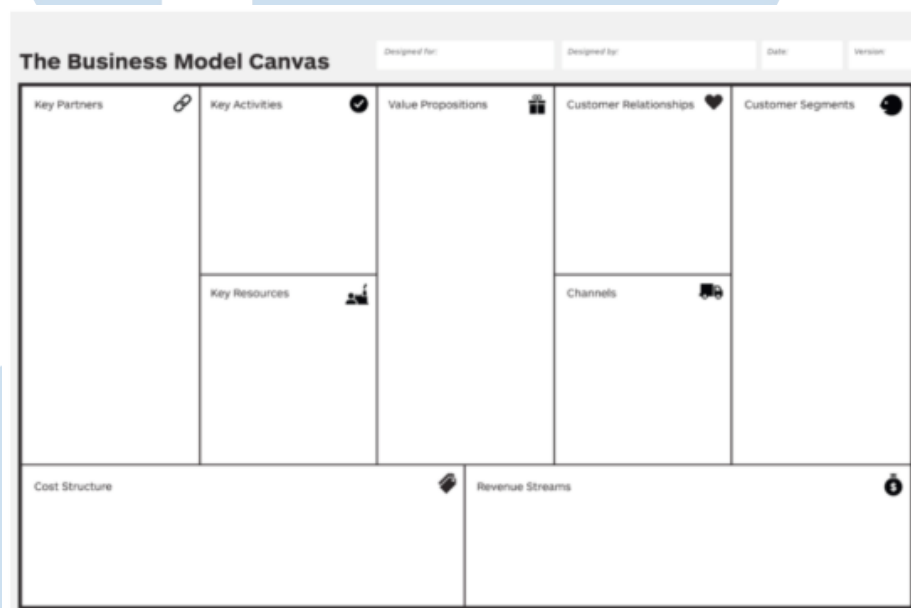 Designed for:
Designed by:
Date:
Version:
The Business Model Canvas
Key Partners
Key Activities
Value Propositions
Customer Relationships
Customer Segments
Key Resources
Channels
Cost Structure
Revenue Streams
$